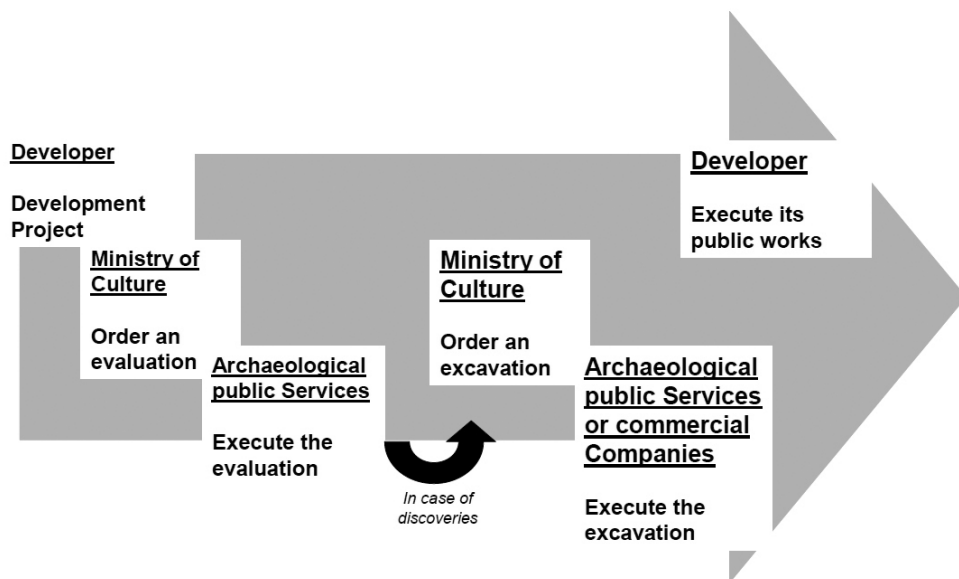 Developer
Development
Project
Ministry of
Culture
Order an
evaluation
Archaeological
public Services
Execute the
evaluation
In case of
discoveries
Ministry of
Culture
Order an
excavation
Archaeological
public Services
or commercial
Companies
Execute the
excavation
Developer
Execute its
public works